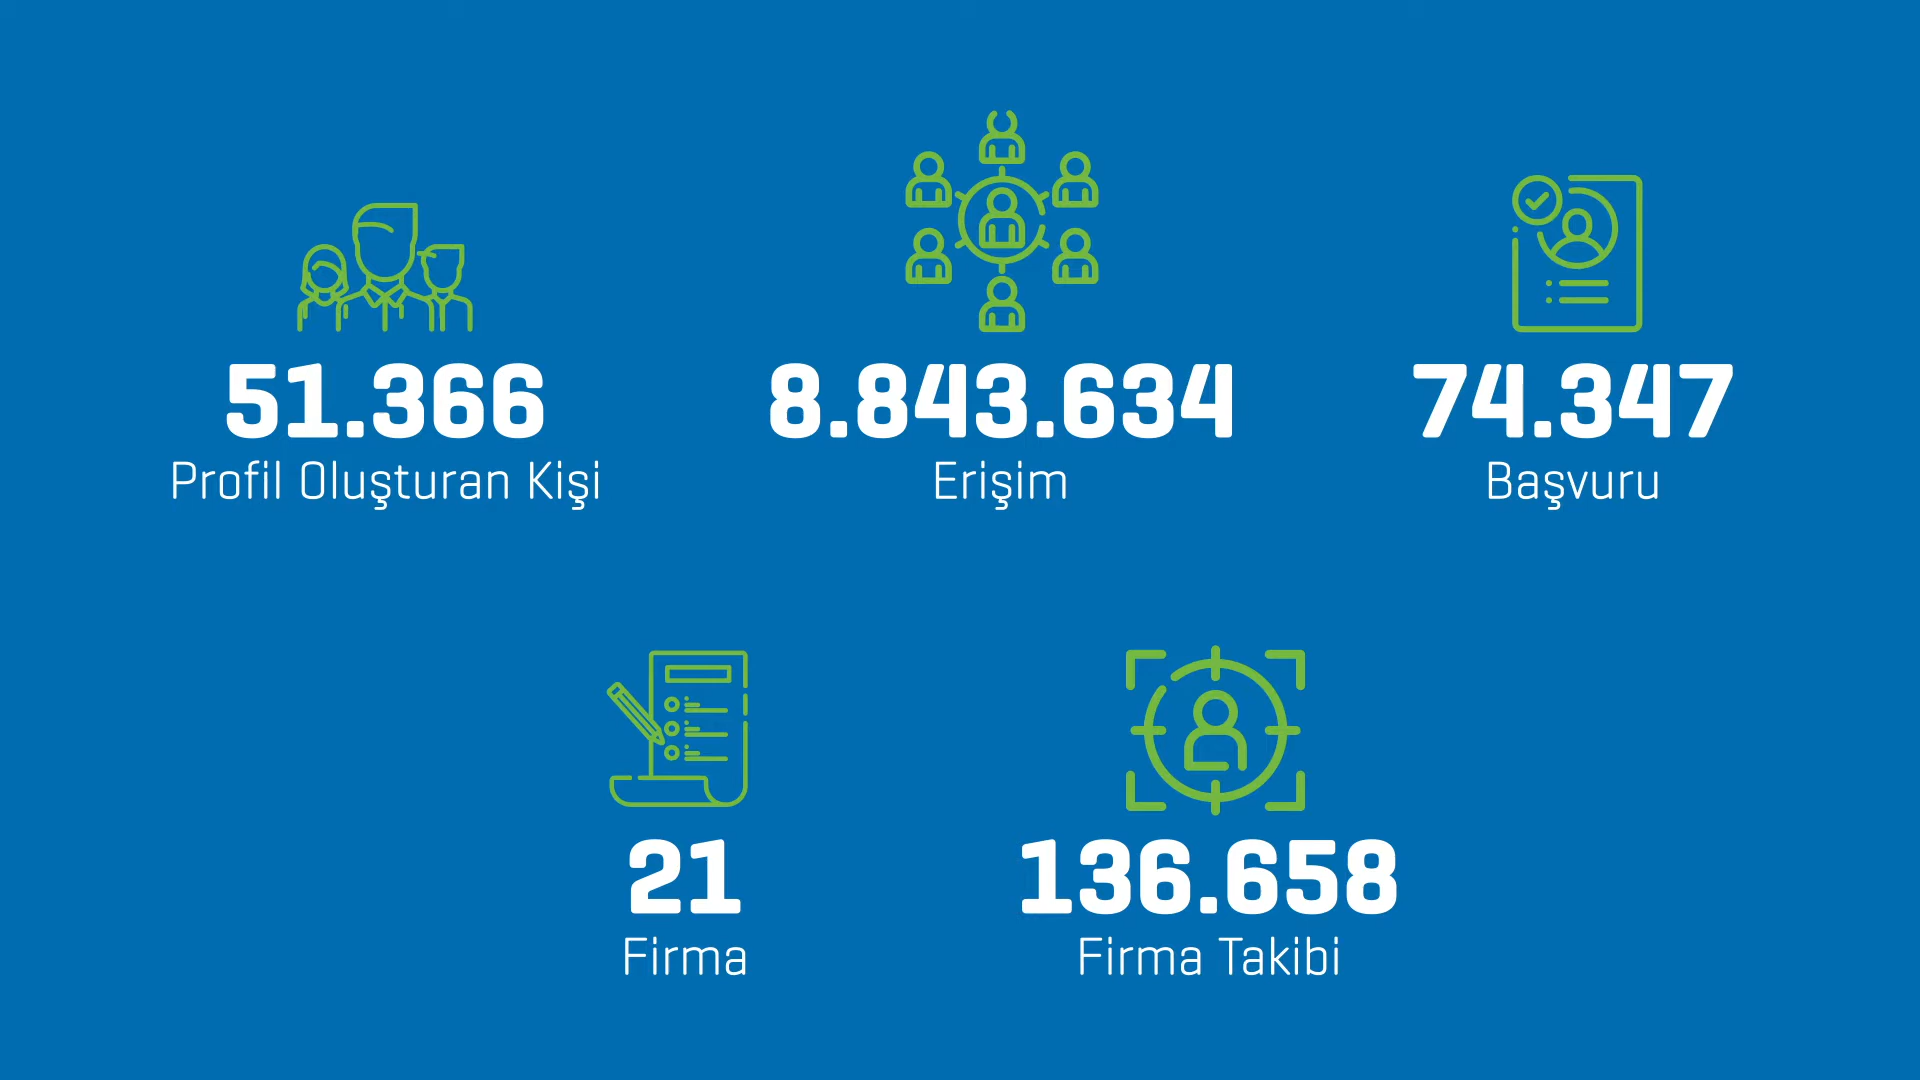 51.366
Profil Oluşturan Kişi
8.843.634
Erişim
74.347
Başvuru
21
Firma
136.658
Firma Takibi